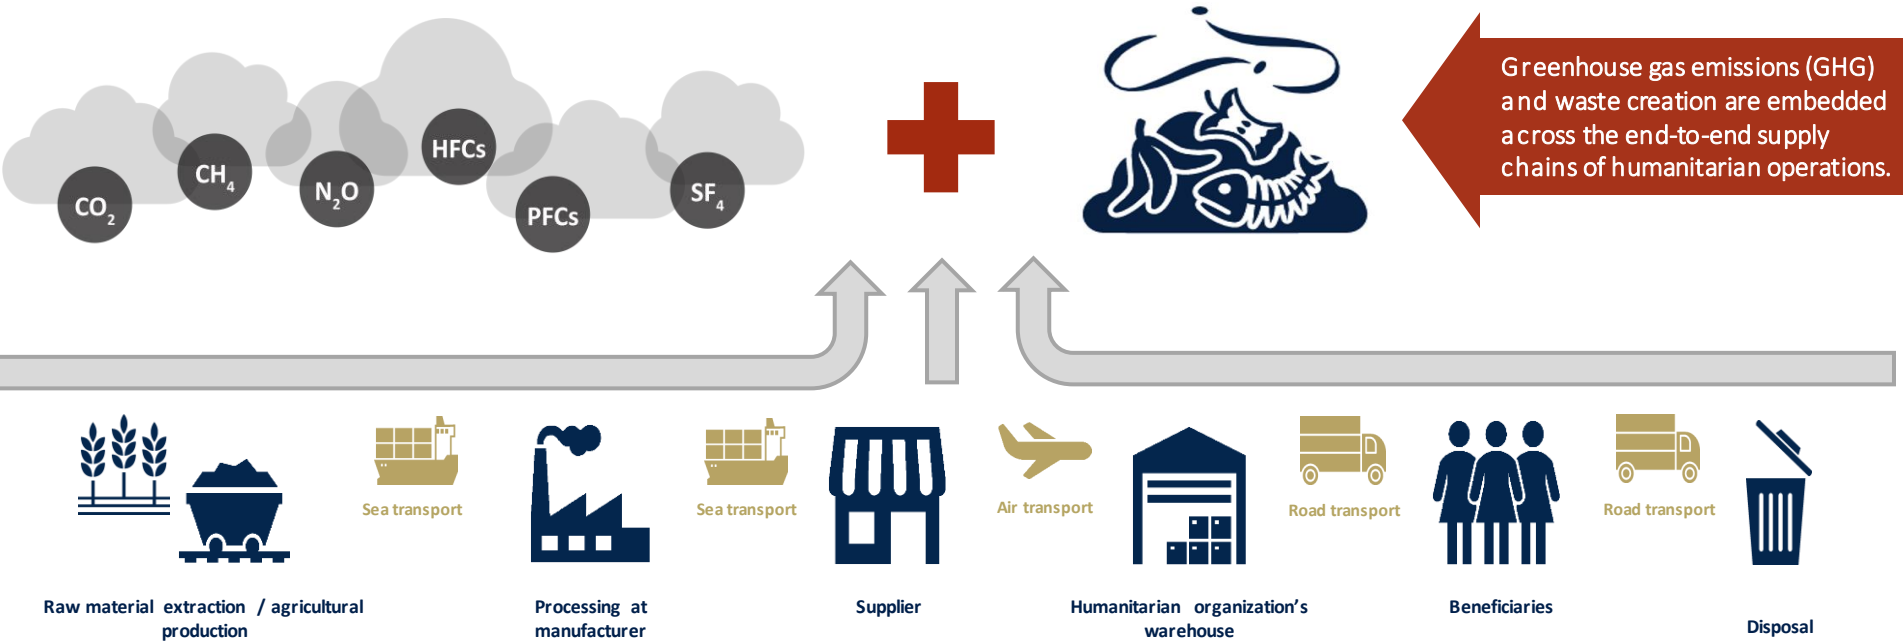 CO2
CH4
N2O
HFCs
PFCs
SF4
Greenhouse gas emissions (GHG)
and waste creation are embedded
across the end-to-end supply
chains of humanitarian operations.
Sea transport
Sea transport
Air transport
Road transport
Road transport
Raw material extraction / agricultural
production
Processing at
manufacturer
Supplier
Humanitarian organization's
warehouse
Beneficiaries
Disposal